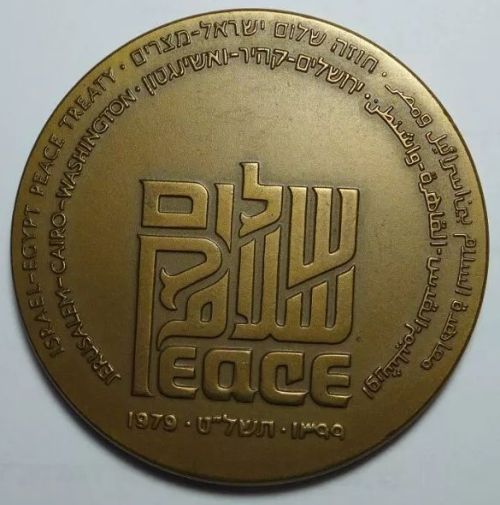 ISRAEL-EGYPT PEACE TREATY · חוזה שלום ישראל-מצרים · معاهدة السلام بين اسرائيل ومصر
JERUSALEM-CAIRO-WASHINGTON · ירושלים-קהיר-ואשינגטון · اورشليم القدس-القاهرة-واشنطن
שלום
سلام
Peace
1979 · תשל"ט · ١٣٩٩